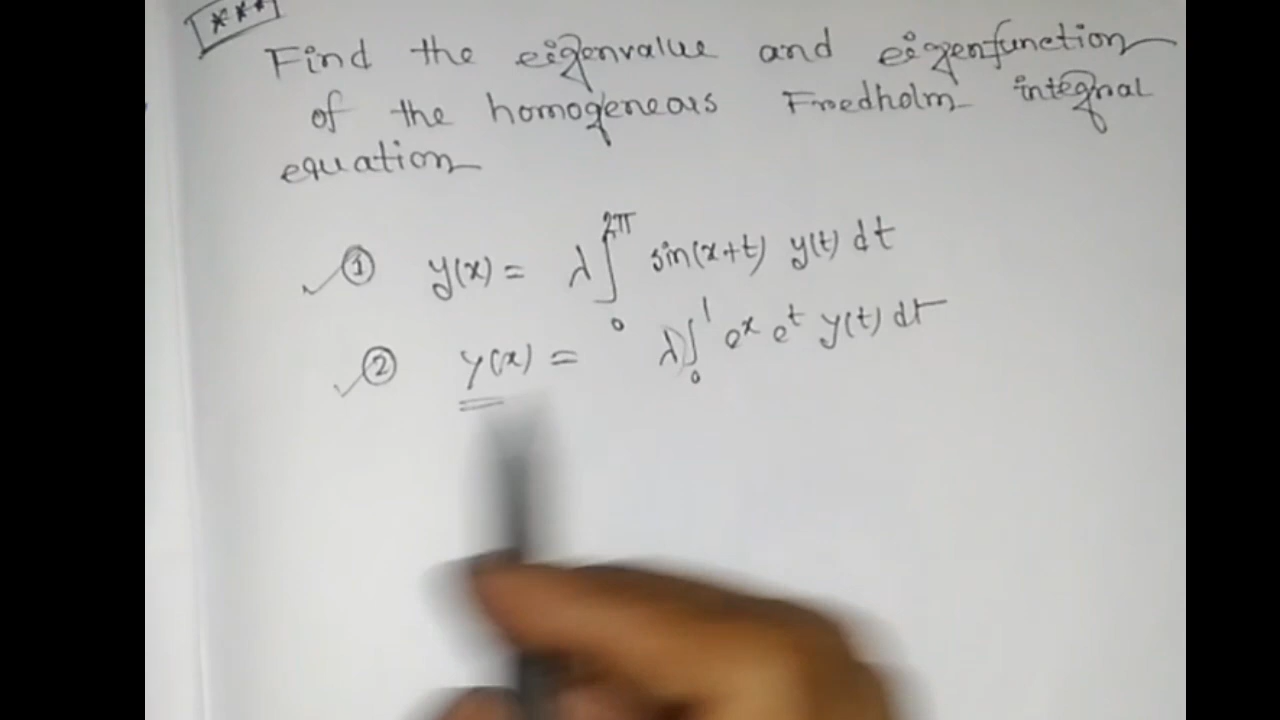 ***
Find the eigenvalue and eigenfunction
of the homogeneous Fredholm integral
equation
① y(x) = λ∫₀^2π sin(x+t) y(t) dt
② y(x) = λ∫₀^1 e^x e^t y(t) dt